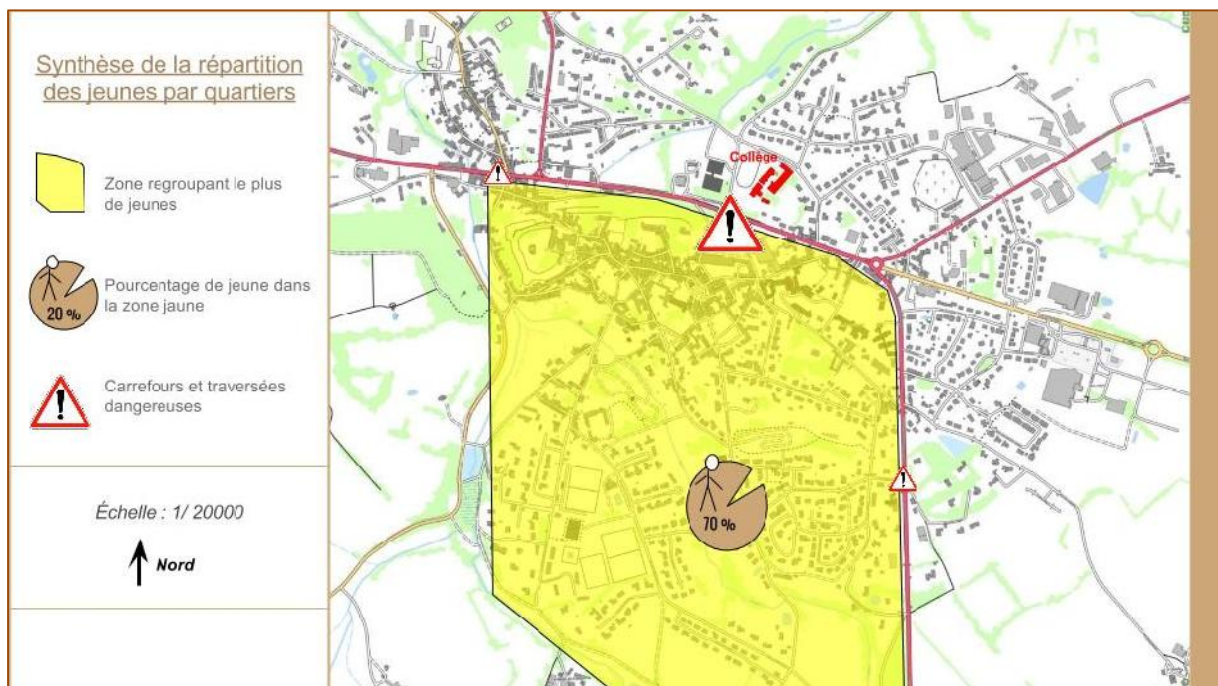 Synthèse de la répartition
des jeunes par quartiers
Zone regroupant le plus
de jeunes
Pourcentage de jeune dans
la zone jaune
20 %
Carrefours et traversées
dangereuses
Échelle : 1/ 20000
Nord
Collège
70 %